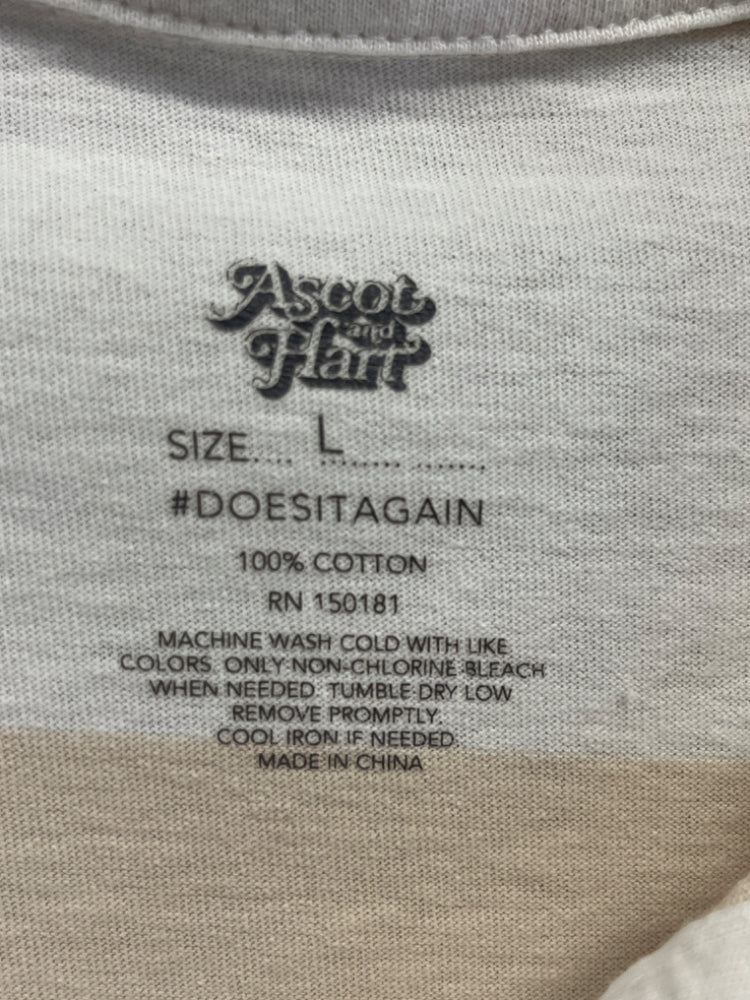 Ascot
and
Hart
SIZE.... L........ .......
#DOESITAGAIN
100% COTTON
RN 150181
MACHINE WASH COLD WITH LIKE
COLORS. ONLY NON-CHLORINE BLEACH
WHEN NEEDED. TUMBLE DRY LOW
REMOVE PROMPTLY.
COOL IRON IF NEEDED.
MADE IN CHINA